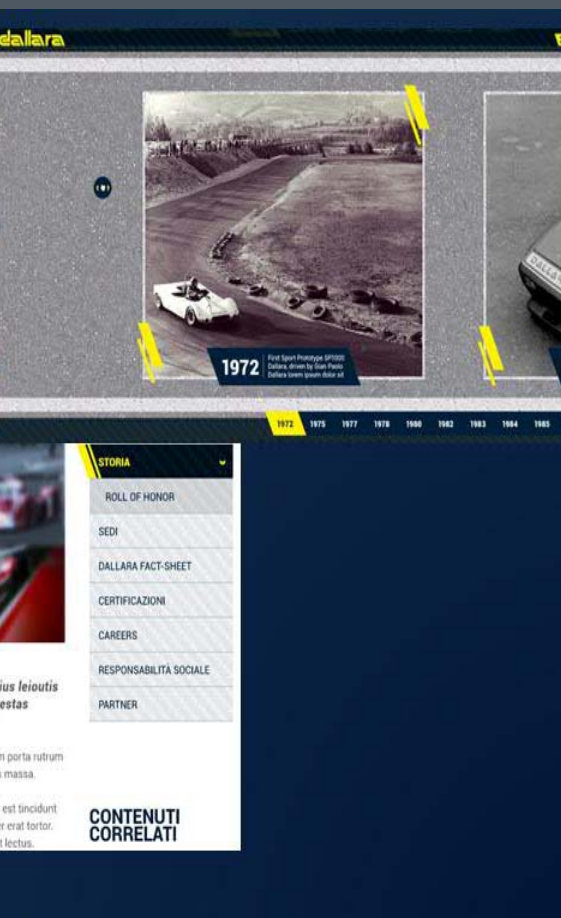 dallara
DALLA
1972
First Sport Prototype SP1000
Dallara, driven by Gian Paolo
Dallara lorem ipsum dolor sit
1972 1975 1977 1978 1980 1982 1983 1984 1985
STORIA
ROLL OF HONOR
SEDI
DALLARA FACT-SHEET
CERTIFICAZIONI
CAREERS
RESPONSABILITÀ SOCIALE
PARTNER
ius leioutis
estas
porta rutrum
massa.
est tincidunt
erat tortor.
lectus.
CONTENUTI
CORRELATI